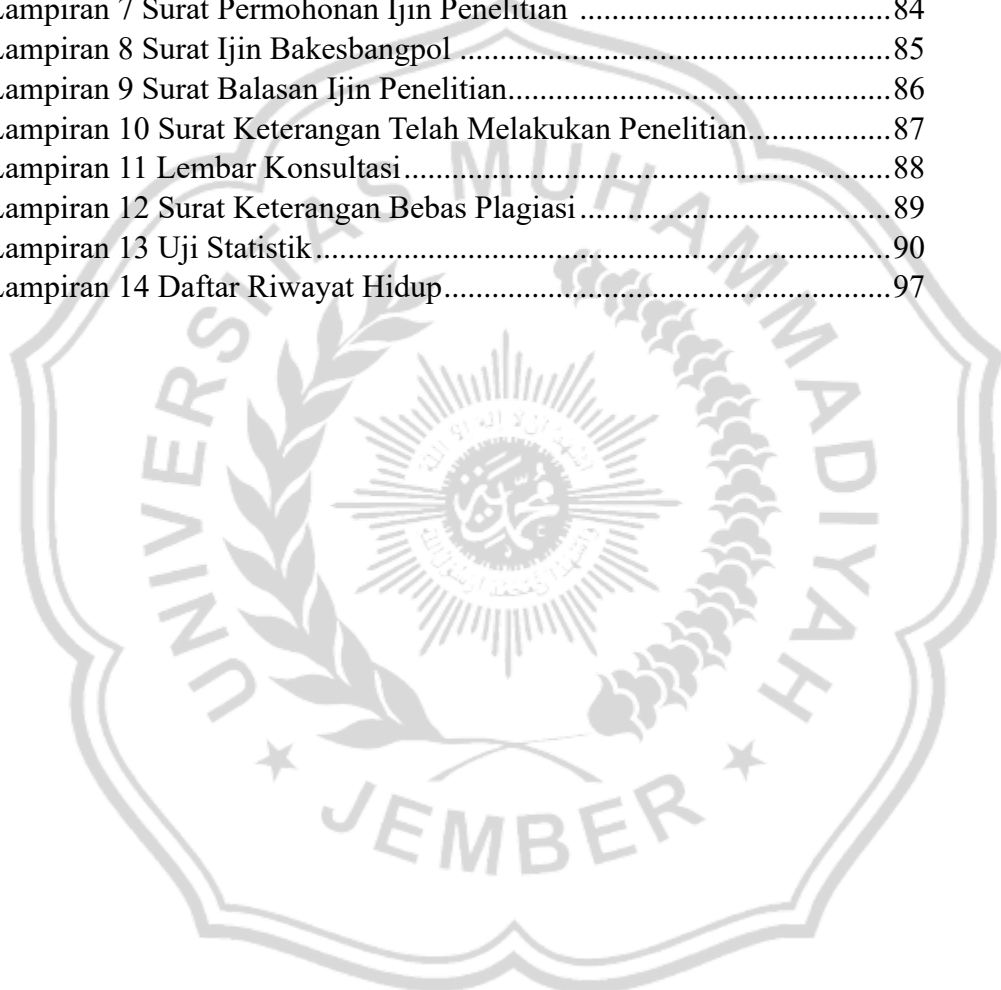 Lampiran 7 Surat Permohonan Ijin Penelitian ....................................... 84
Lampiran 8 Surat Ijin Bakesbangpol ...................................................... 85
Lampiran 9 Surat Balasan Ijin Penelitian................................................ 86
Lampiran 10 Surat Keterangan Telah Melakukan Penelitian.................. 87
Lampiran 11 Lembar Konsultasi ............................................................. 88
Lampiran 12 Surat Keterangan Bebas Plagiasi ....................................... 89
Lampiran 13 Uji Statistik ........................................................................ 90
Lampiran 14 Daftar Riwayat Hidup........................................................ 97
UNIVERSITAS MUHAMMADIYAH
JEMBER